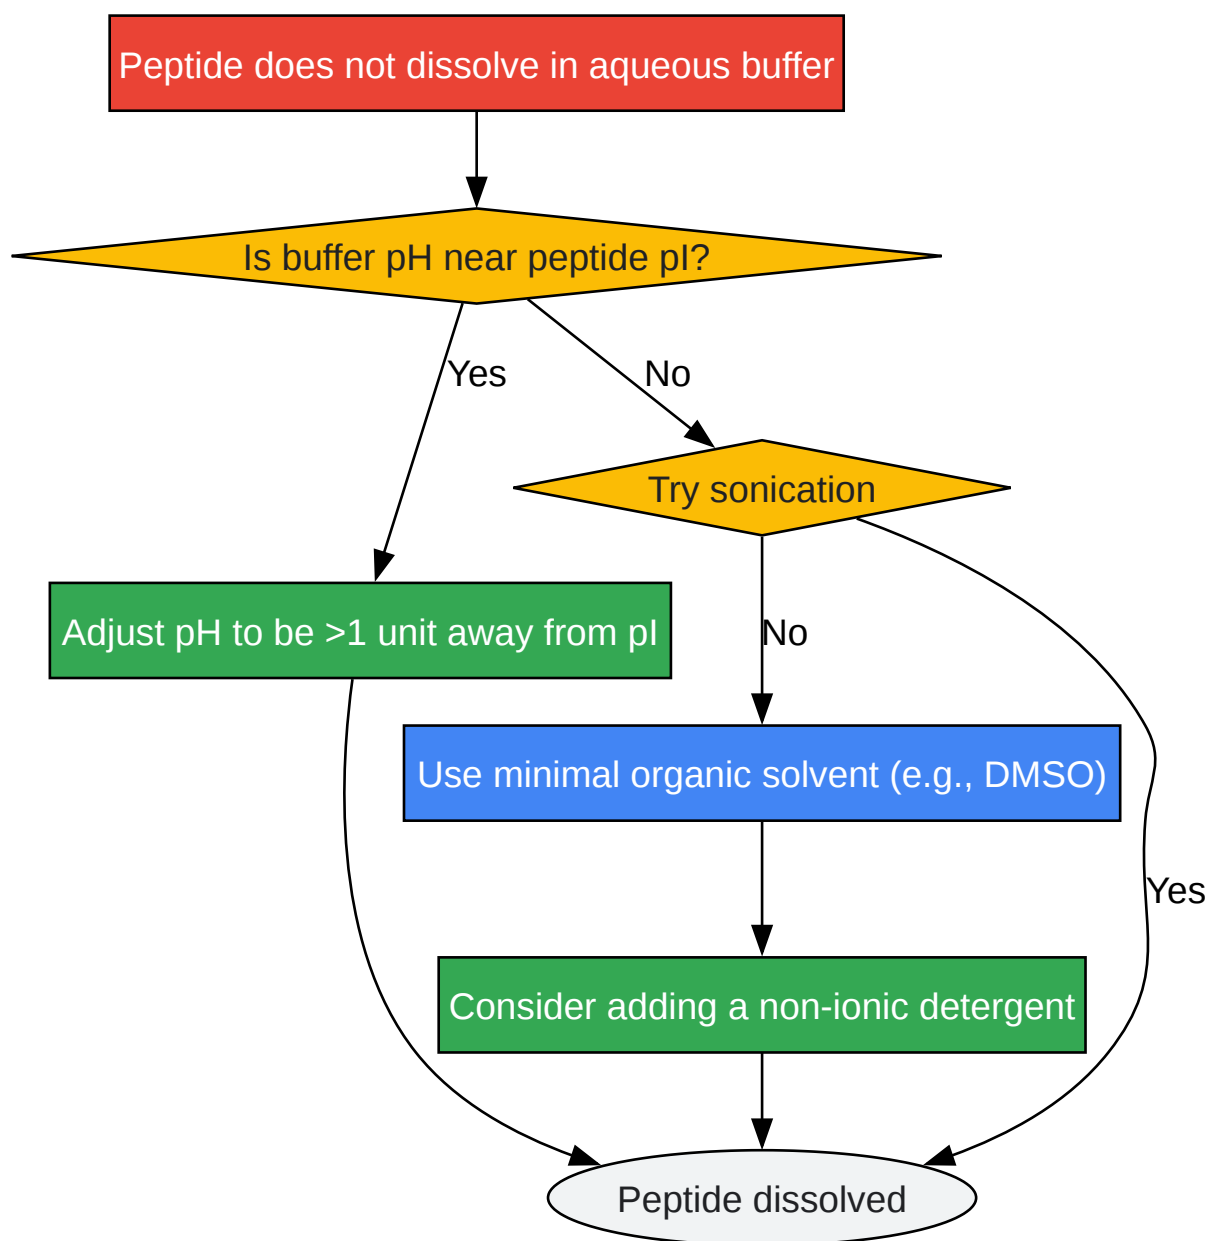 Peptide does not dissolve in aqueous buffer
Is buffer pH near peptide pI?
Yes
No
Try sonication
Adjust pH to be >1 unit away from pI
No
Use minimal organic solvent (e.g., DMSO)
Yes
Consider adding a non-ionic detergent
Peptide dissolved